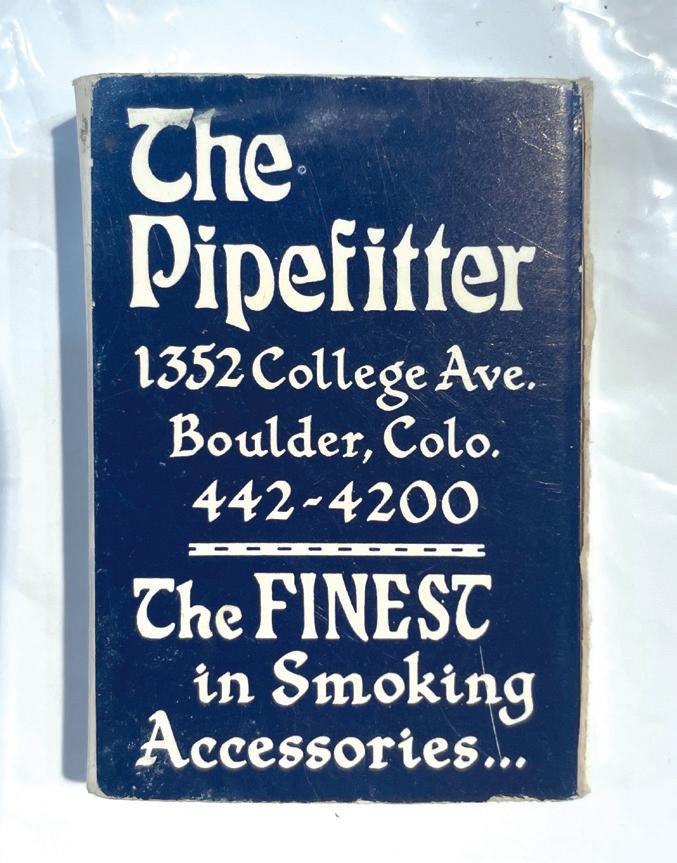 The
Pipefitter
1352 College Ave.
Boulder, Colo.
442-4200
The FINEST
in Smoking
Accessories...